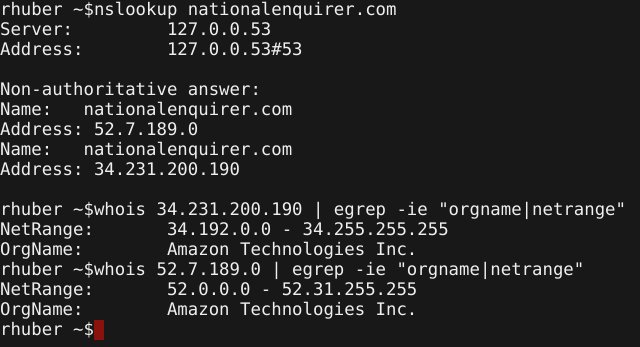 rhuber ~$nslookup nationalenquirer.com
Server:         127.0.0.53
Address:        127.0.0.53#53

Non-authoritative answer:
Name:   nationalenquirer.com
Address: 52.7.189.0
Name:   nationalenquirer.com
Address: 34.231.200.190

rhuber ~$whois 34.231.200.190 | egrep -ie "orgname|netrange"
NetRange:       34.192.0.0 - 34.255.255.255
OrgName:        Amazon Technologies Inc.
rhuber ~$whois 52.7.189.0 | egrep -ie "orgname|netrange"
NetRange:       52.0.0.0 - 52.31.255.255
OrgName:        Amazon Technologies Inc.
rhuber ~$